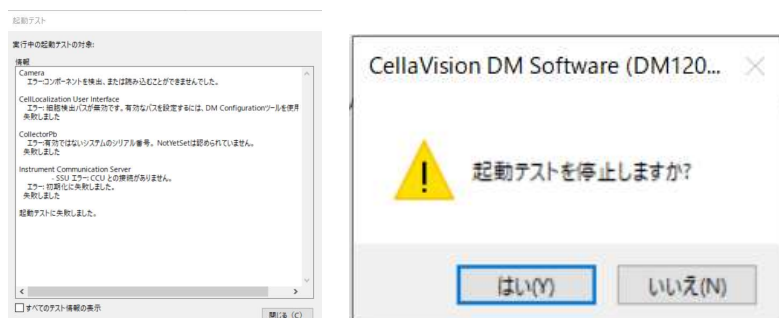 起動テスト
実行中の起動テストの対象:
情報
Camera
エラー:コンポーネントを検出、または読み込むことができませんでした。
CellLocalization User Interface
エラー: 細胞検出パスが無効です。有効なパスを設定するには、DM Configurationツールを使用
失敗しました
CollectorPb
エラー:有効ではないシステムのシリアル番号。NotYetSetは認められていません。
失敗しました
Instrument Communication Server
- SSU エラー: CCU との接続がありません。
エラー: 初期化に失敗しました。
失敗しました
起動テストに失敗しました。
すべてのテスト情報の表示
閉じる (C)
CellaVision DM Software (DM120...
起動テストを停止しますか?
はい(Y)
いいえ(N)